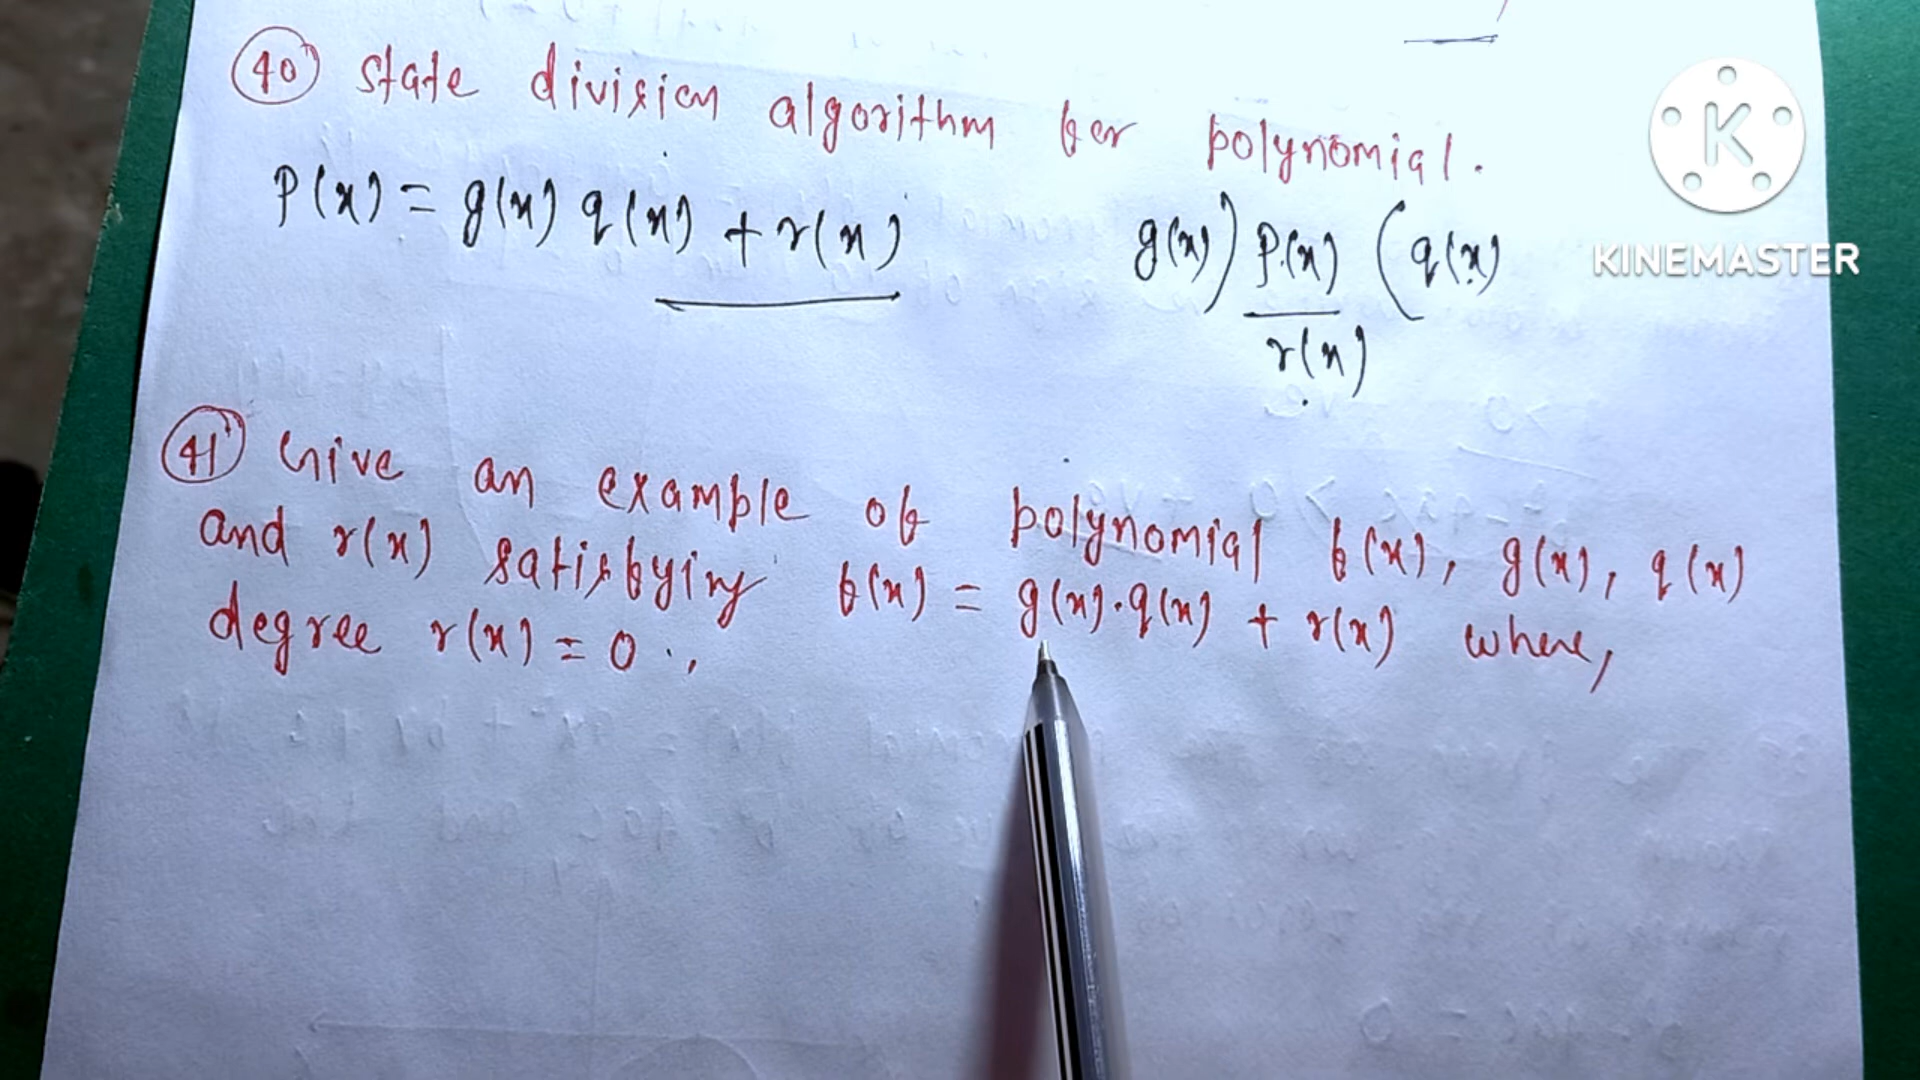 40 state division algorithm for polynomial.
P(x) = g(x) q(x) + r(x)
g(x) ) P(x) ( q(x)
r(x)
K
KINEMASTER
41 Give an example of polynomial f(x), g(x), q(x)
and r(x) satisfying f(x) = g(x).q(x) + r(x) where,
degree r(x) = 0.,